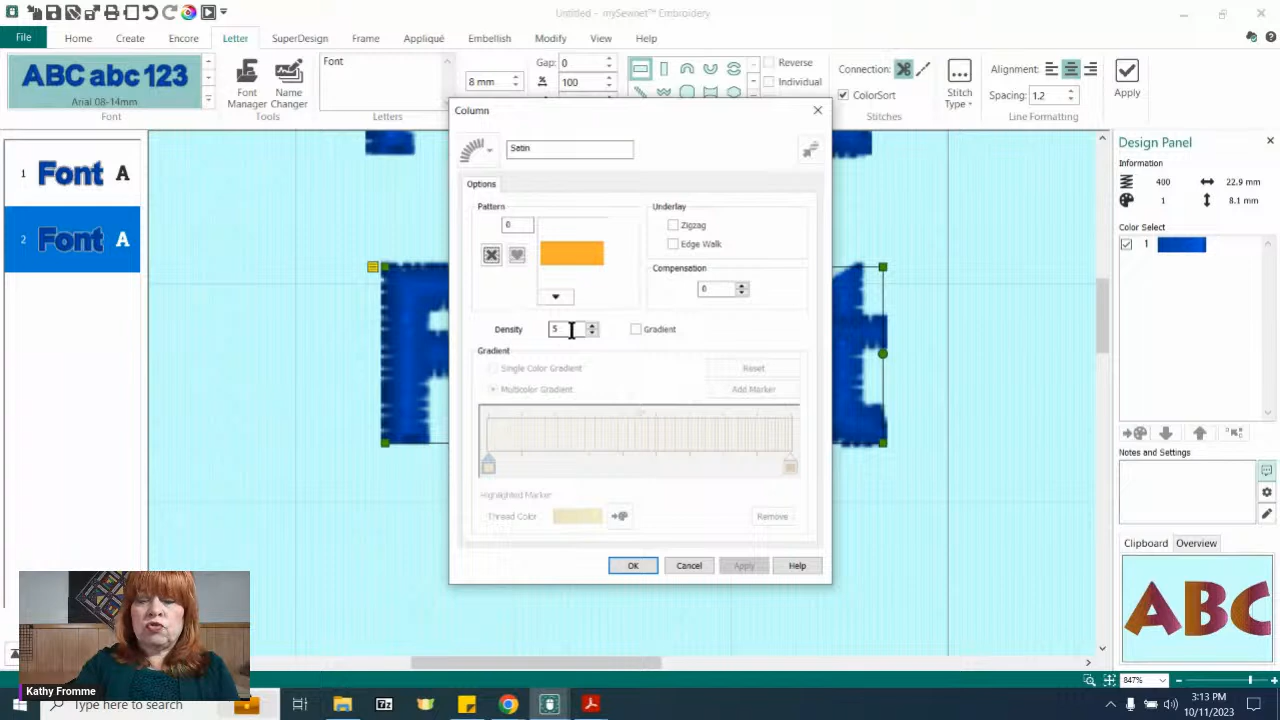 Untitled - mySewnet™ Embroidery
File Home Create Encore Letter SuperDesign Frame Appliqué Embellish Modify View Help
ABC abc 123
Arial 08-14mm
Font
Font Manager
Name Changer
Tools
Font
Letters
8 mm
Gap: 0
100
Reverse
Individual
Connection:
ColorSort
Stitch Type
Stitches
Alignment:
Spacing: 1.2
Line Formatting
Apply
1 Font A
2 Font A
Column
Satin
Options
Pattern
0
Underlay
Zigzag
Edge Walk
Compensation
0
Density 5
Gradient
Gradient
Single Color Gradient
Reset
Multicolor Gradient
Add Marker
Highlighted Marker
Thread Color
Remove
OK Cancel Apply Help
Design Panel
Information
400 22.9 mm
1 8.1 mm
Color Select
1
Notes and Settings
Clipboard Overview
ABC
847%
Kathy Fromme
Type here to search
3:13 PM
10/11/2023